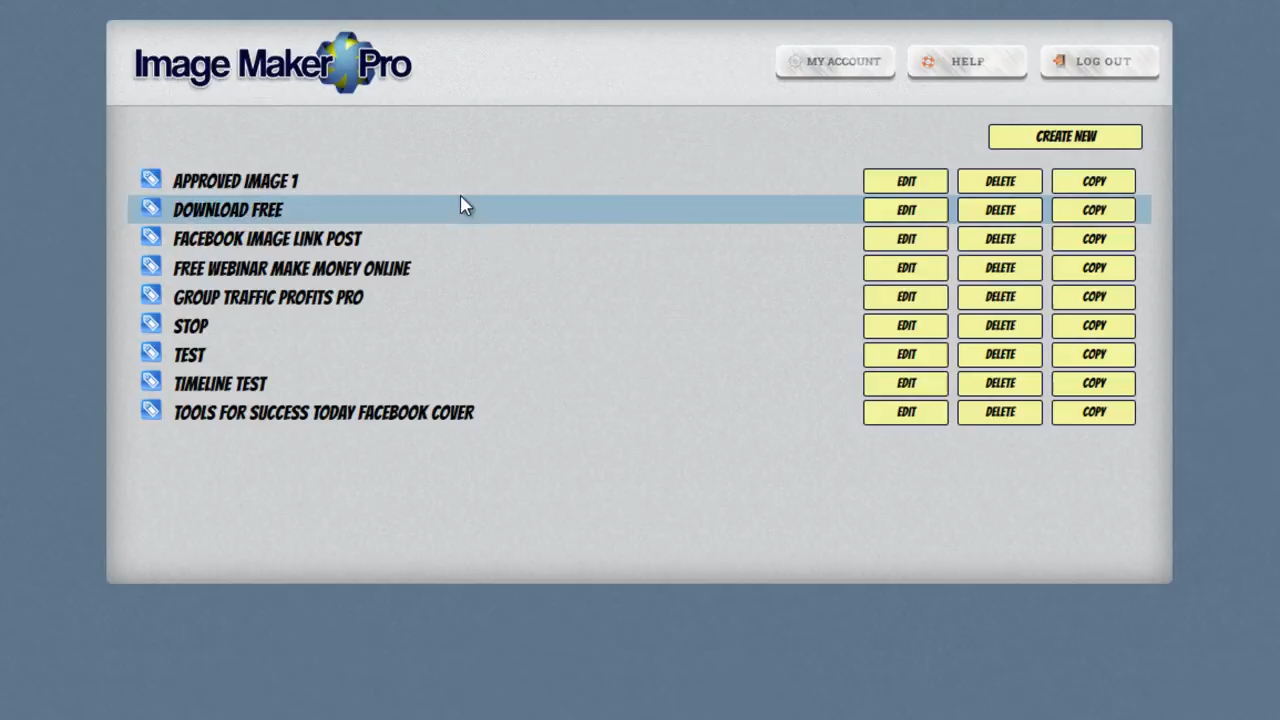 Image Maker Pro
MY ACCOUNT
HELP
LOG OUT
CREATE NEW
APPROVED IMAGE 1 EDIT DELETE COPY
DOWNLOAD FREE EDIT DELETE COPY
FACEBOOK IMAGE LINK POST EDIT DELETE COPY
FREE WEBINAR MAKE MONEY ONLINE EDIT DELETE COPY
GROUP TRAFFIC PROFITS PRO EDIT DELETE COPY
STOP EDIT DELETE COPY
TEST EDIT DELETE COPY
TIMELINE TEST EDIT DELETE COPY
TOOLS FOR SUCCESS TODAY FACEBOOK COVER EDIT DELETE COPY